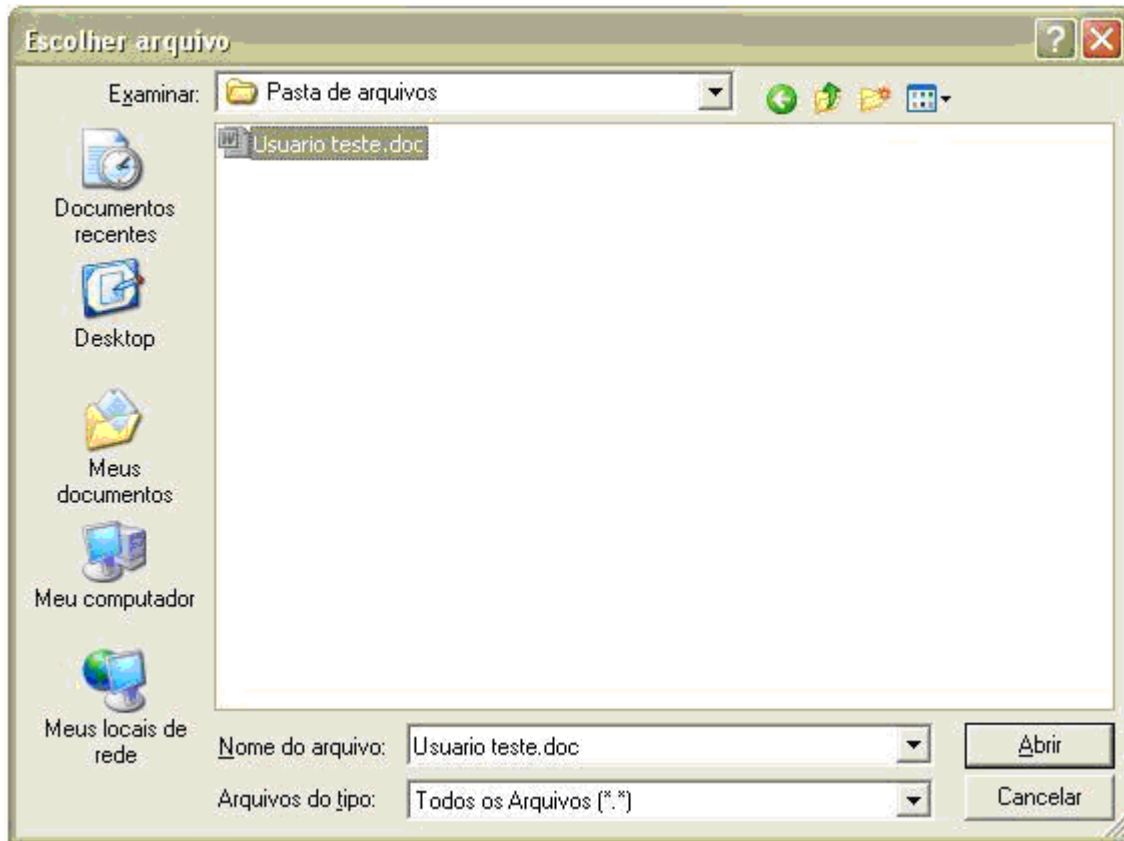 Escolher arquivo
Examinar: Pasta de arquivos
Usuario teste.doc
Documentos
recentes
Desktop
Meus
documentos
Meu computador
Meus locais de
rede
Nome do arquivo: Usuario teste.doc Abrir
Arquivos do tipo: Todos os Arquivos (*.*) Cancelar